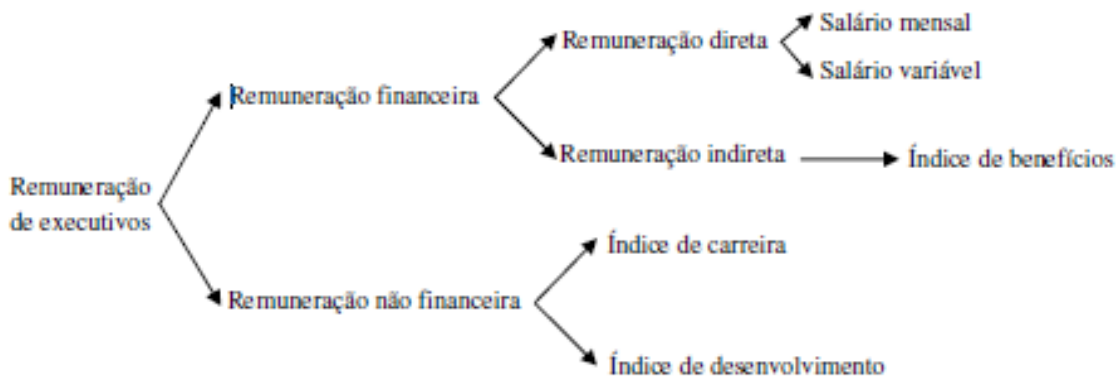 Salário mensal
Remuneração direta
Salário variável
Remuneração financeira
Remuneração indireta
Índice de benefícios
Remuneração
de executivos
Índice de carreira
Remuneração não financeira
Índice de desenvolvimento